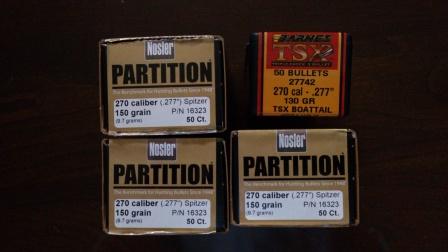 Nosler
PARTITION
The Benchmark for Hunting Bullets Since 1948
270 caliber (.277") Spitzer
150 grain P/N 16323
(9.7 grams) 50 Ct.
BARNES
TSX
50 BULLETS
27742
270 cal - .277"
130 GR
TSX BOATTAIL
Nosler
PARTITION
The Benchmark for Hunting Bullets Since 1948
270 caliber (.277") Spitzer
150 grain P/N 16323
(9.7 grams) 50 Ct.
Nosler
PARTITION
The Benchmark for Hunting Bullets Since 1948
270 caliber (.277") Spitzer
150 grain P/N 16323
(9.7 grams) 50 Ct.